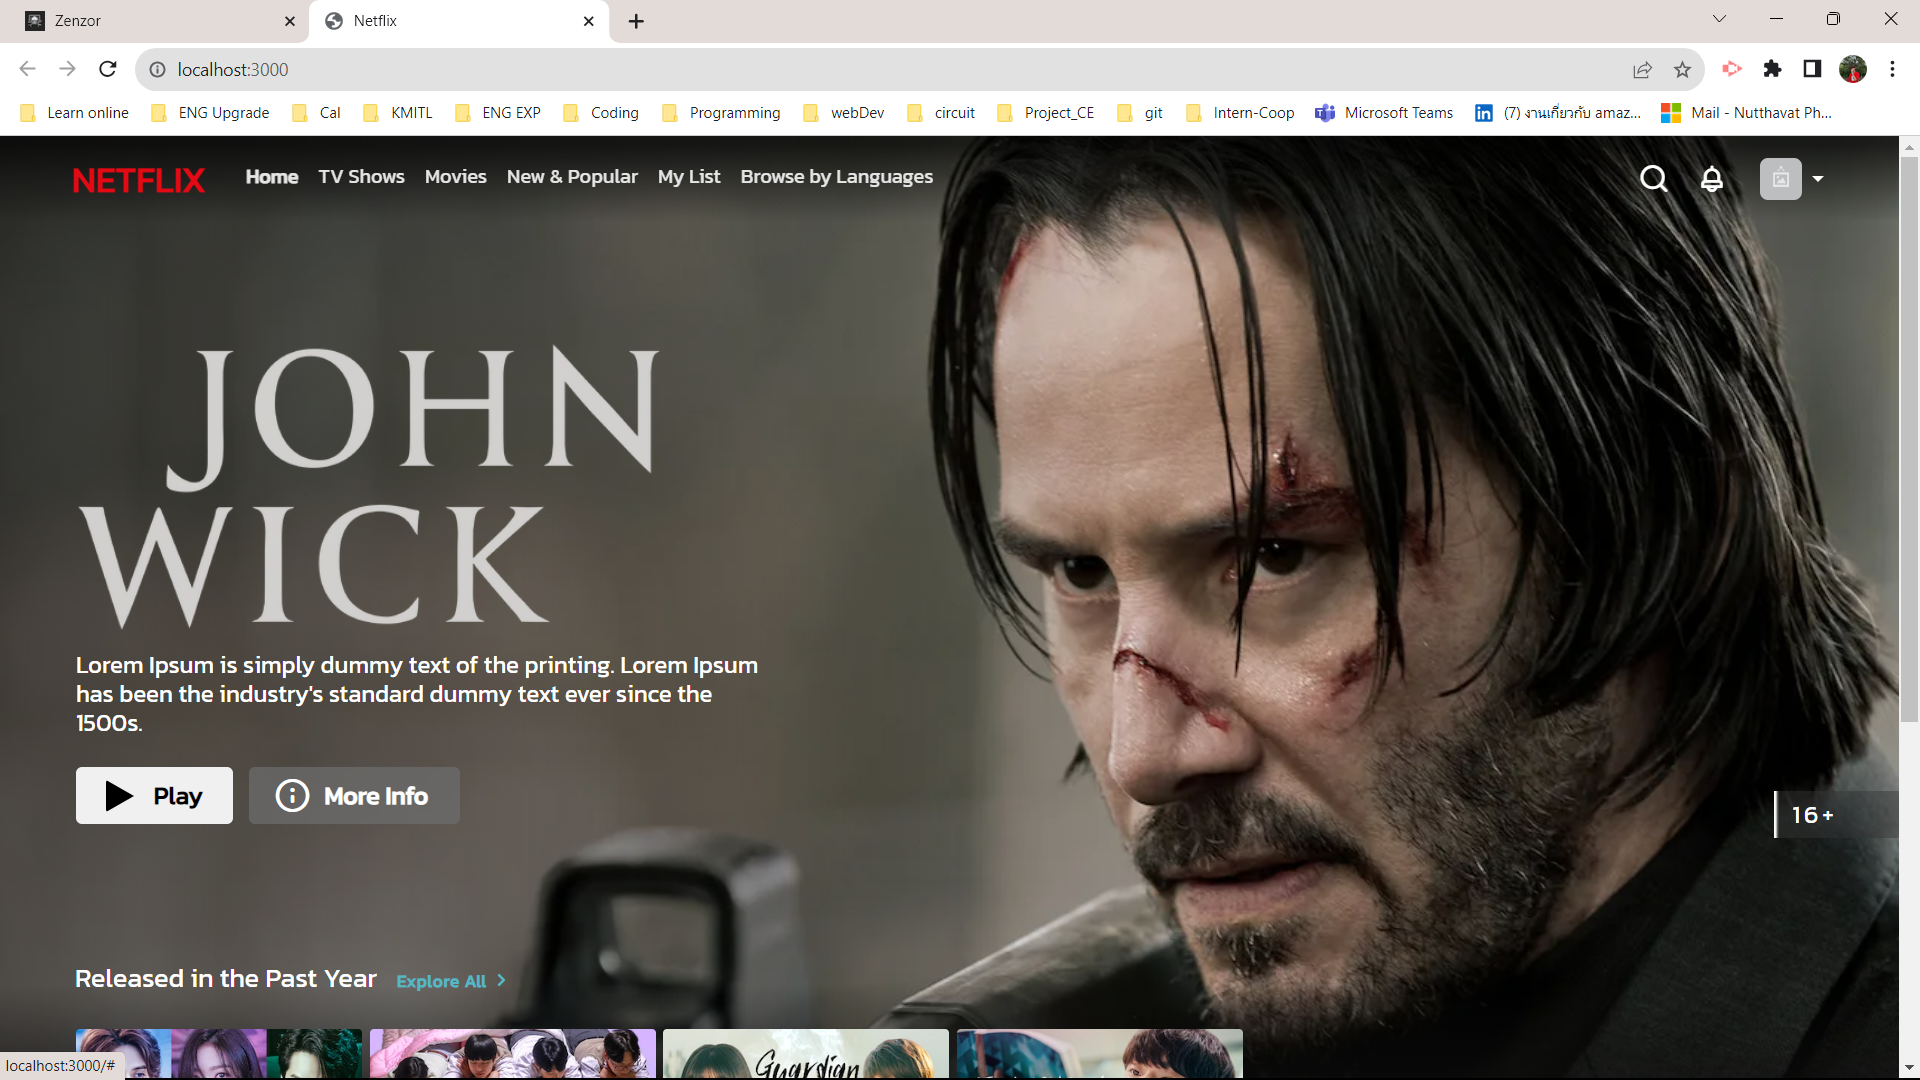 Zenzor
Netflix
localhost:3000
Learn online ENG Upgrade Cal KMITL ENG EXP Coding Programming webDev circuit Project_CE git Intern-Coop Microsoft Teams (7) งานเกี่ยวกับ amaz... Mail - Nutthavat Ph...
NETFLIX Home TV Shows Movies New & Popular My List Browse by Languages
JOHN
WICK
Lorem Ipsum is simply dummy text of the printing. Lorem Ipsum
has been the industry's standard dummy text ever since the
1500s.
Play More Info
16+
Released in the Past Year Explore All
Guardian
localhost:3000/#